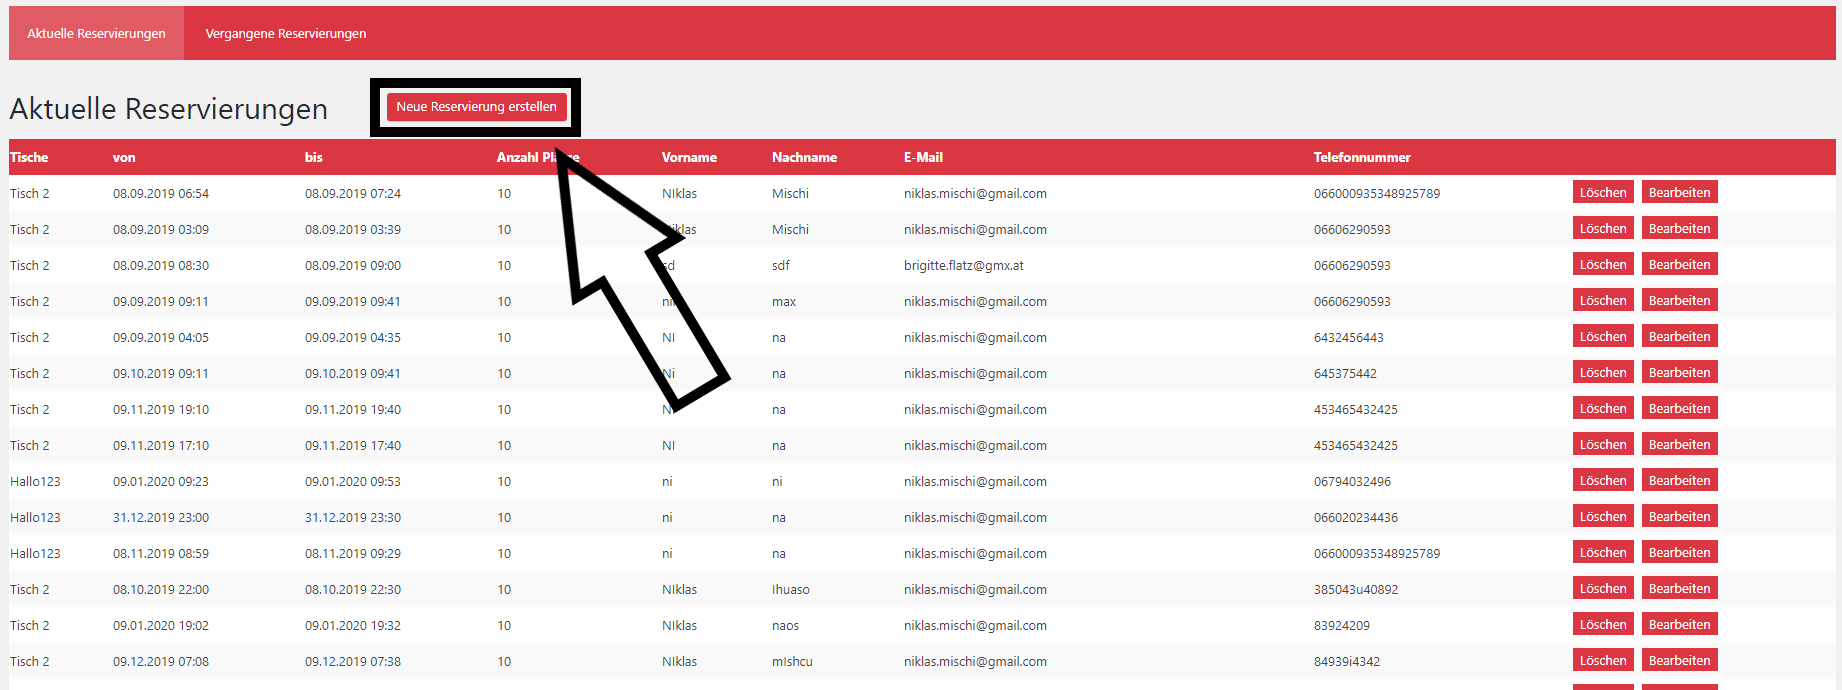 Aktuelle Reservierungen Vergangene Reservierungen
Aktuelle Reservierungen Neue Reservierung erstellen
Tische von bis Anzahl Plätze Vorname Nachname E-Mail Telefonnummer
Tisch 2 08.09.2019 06:54 08.09.2019 07:24 10 NIklas Mischi niklas.mischi@gmail.com 066000935348925789 Löschen Bearbeiten
Tisch 2 08.09.2019 03:09 08.09.2019 03:39 10 Mischi niklas.mischi@gmail.com 06606290593 Löschen Bearbeiten
Tisch 2 08.09.2019 08:30 08.09.2019 09:00 10 sd sdf brigitte.flatz@gmx.at 06606290593 Löschen Bearbeiten
Tisch 2 09.09.2019 09:11 09.09.2019 09:41 10 max niklas.mischi@gmail.com 06606290593 Löschen Bearbeiten
Tisch 2 09.09.2019 04:05 09.09.2019 04:35 10 NI na niklas.mischi@gmail.com 6432456443 Löschen Bearbeiten
Tisch 2 09.10.2019 09:11 09.10.2019 09:41 10 Ni na niklas.mischi@gmail.com 645375442 Löschen Bearbeiten
Tisch 2 09.11.2019 19:10 09.11.2019 19:40 10 na niklas.mischi@gmail.com 453465432425 Löschen Bearbeiten
Tisch 2 09.11.2019 17:10 09.11.2019 17:40 10 NI na niklas.mischi@gmail.com 453465432425 Löschen Bearbeiten
Hallo123 09.01.2020 09:23 09.01.2020 09:53 10 ni ni niklas.mischi@gmail.com 06794032496 Löschen Bearbeiten
Hallo123 31.12.2019 23:00 31.12.2019 23:30 10 ni na niklas.mischi@gmail.com 066020234436 Löschen Bearbeiten
Hallo123 08.11.2019 08:59 08.11.2019 09:29 10 ni na niklas.mischi@gmail.com 066000935348925789 Löschen Bearbeiten
Tisch 2 08.10.2019 22:00 08.10.2019 22:30 10 NIklas Ihuaso niklas.mischi@gmail.com 385043u40892 Löschen Bearbeiten
Tisch 2 09.01.2020 19:02 09.01.2020 19:32 10 NIklas naos niklas.mischi@gmail.com 83924209 Löschen Bearbeiten
Tisch 2 09.12.2019 07:08 09.12.2019 07:38 10 NIklas mIshcu niklas.mischi@gmail.com 84939i4342 Löschen Bearbeiten